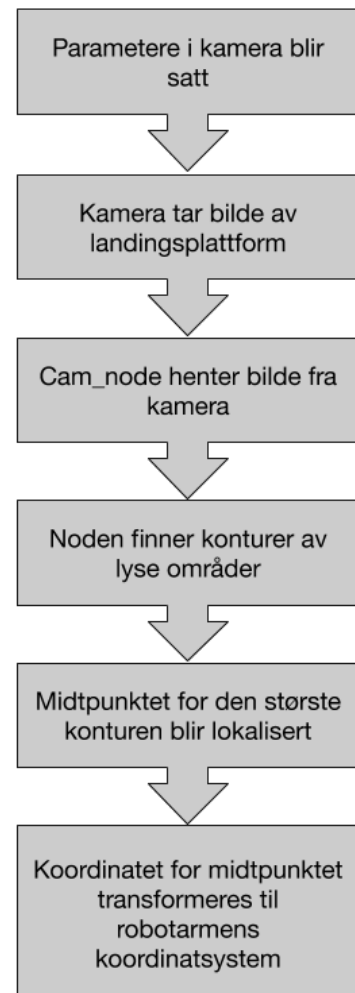 Parametere i kamera blir
satt
Kamera tar bilde av
landingsplattform
Cam_node henter bilde fra
kamera
Noden finner konturer av
lyse områder
Midtpunktet for den største
konturen blir lokalisert
Koordinatet for midtpunktet
transformeres til
robotarmens
koordinatsystem